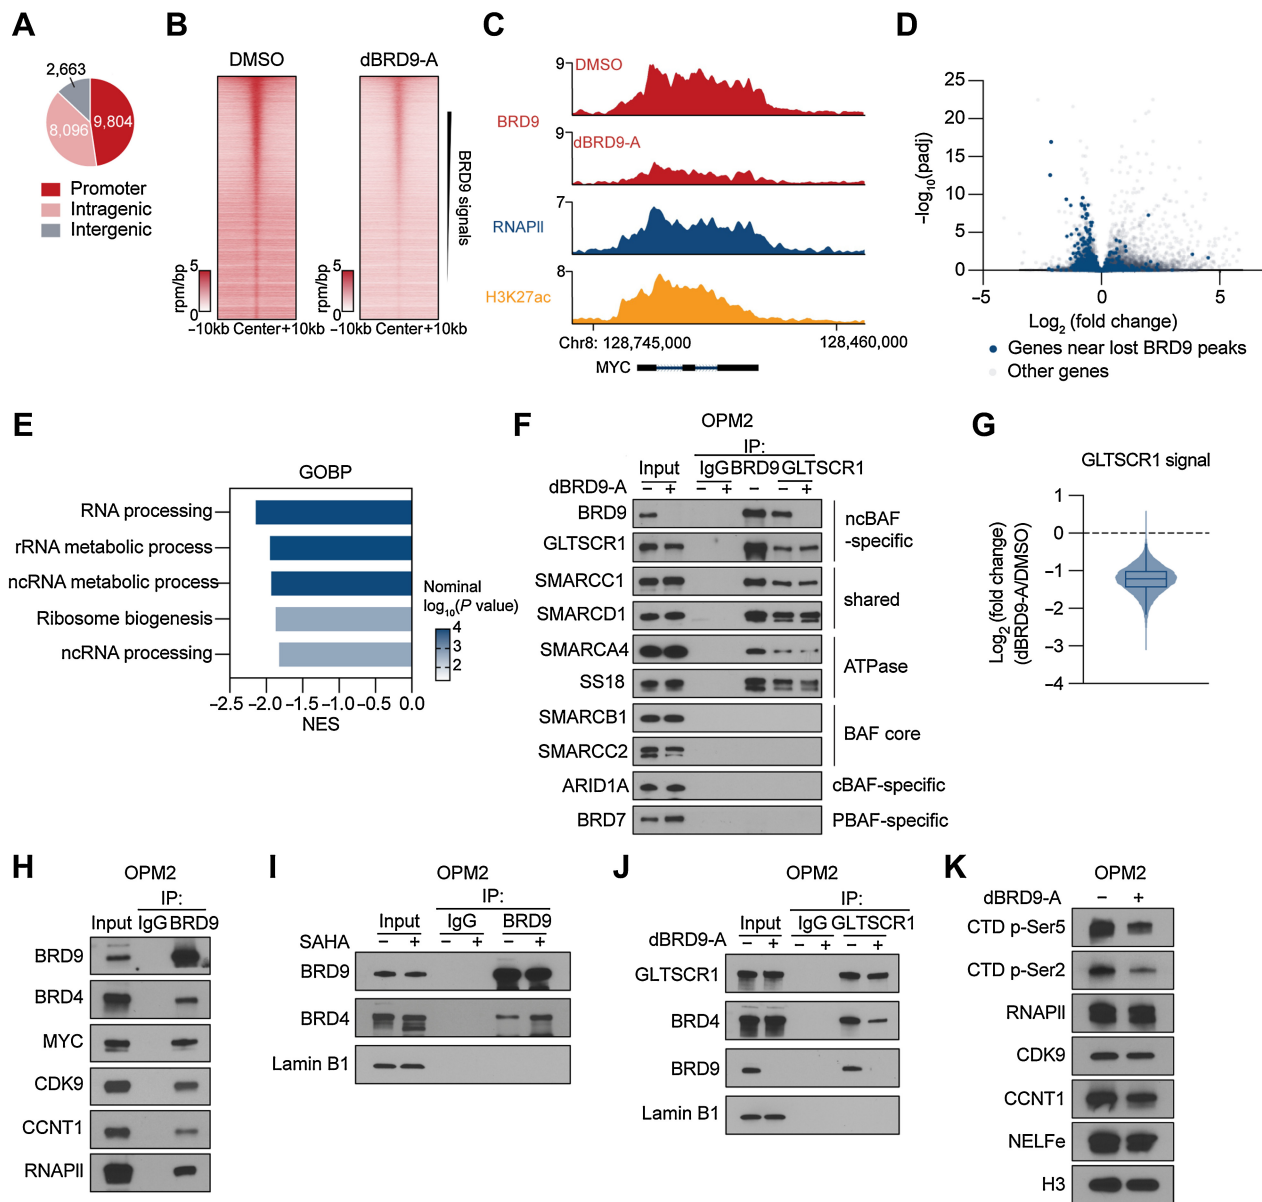 A
2,663
9,804
8,096
Promoter
Intragenic
Intergenic
B
DMSO
dBRD9-A
5
0
rpm/bp
5
0
rpm/bp
BRD9 signals
−10kb Center+10kb
−10kb Center+10kb
C
9
DMSO
BRD9
9
dBRD9-A
7
RNAPII
8
H3K27ac
Chr8: 128,745,000
128,460,000
MYC
D
25
20
15
10
5
0
-log10(padj)
−5
0
5
Log2 (fold change)
Genes near lost BRD9 peaks
Other genes
E
GOBP
RNA processing
rRNA metabolic process
ncRNA metabolic process
Ribosome biogenesis
ncRNA processing
−2.5 −2.0 −1.5 −1.0 −0.5 0.0
NES
Nominal
log10(P value)
4
3
2
F
OPM2
IP:
Input IgG BRD9 GLTSCR1
dBRD9-A − + − + − − +
BRD9
GLTSCR1
ncBAF
-specific
SMARCC1
SMARCD1
shared
SMARCA4
SS18
ATPase
SMARCB1
SMARCC2
BAF core
ARID1A
cBAF-specific
BRD7
PBAF-specific
G
GLTSCR1 signal
1
0
−1
−2
−3
−4
Log2 (fold change)
(dBRD9-A/DMSO)
H
OPM2
IP:
Input IgG BRD9
BRD9
BRD4
MYC
CDK9
CCNT1
RNAPII
I
OPM2
IP:
Input IgG BRD9
SAHA − + − + − +
BRD9
BRD4
Lamin B1
J
OPM2
IP:
Input IgG GLTSCR1
dBRD9-A − + − + − +
GLTSCR1
BRD4
BRD9
Lamin B1
K
OPM2
dBRD9-A − +
CTD p-Ser5
CTD p-Ser2
RNAPII
CDK9
CCNT1
NELFe
H3